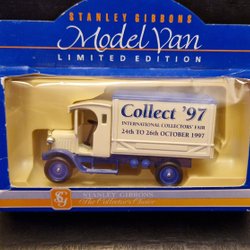 STANLEY GIBBONS
Model Van
LIMITED EDITION
Collect '97
INTERNATIONAL COLLECTORS' FAIR
24TH TO 26TH OCTOBER 1997
SG
STANLEY GIBBONS
The Collector's Choice